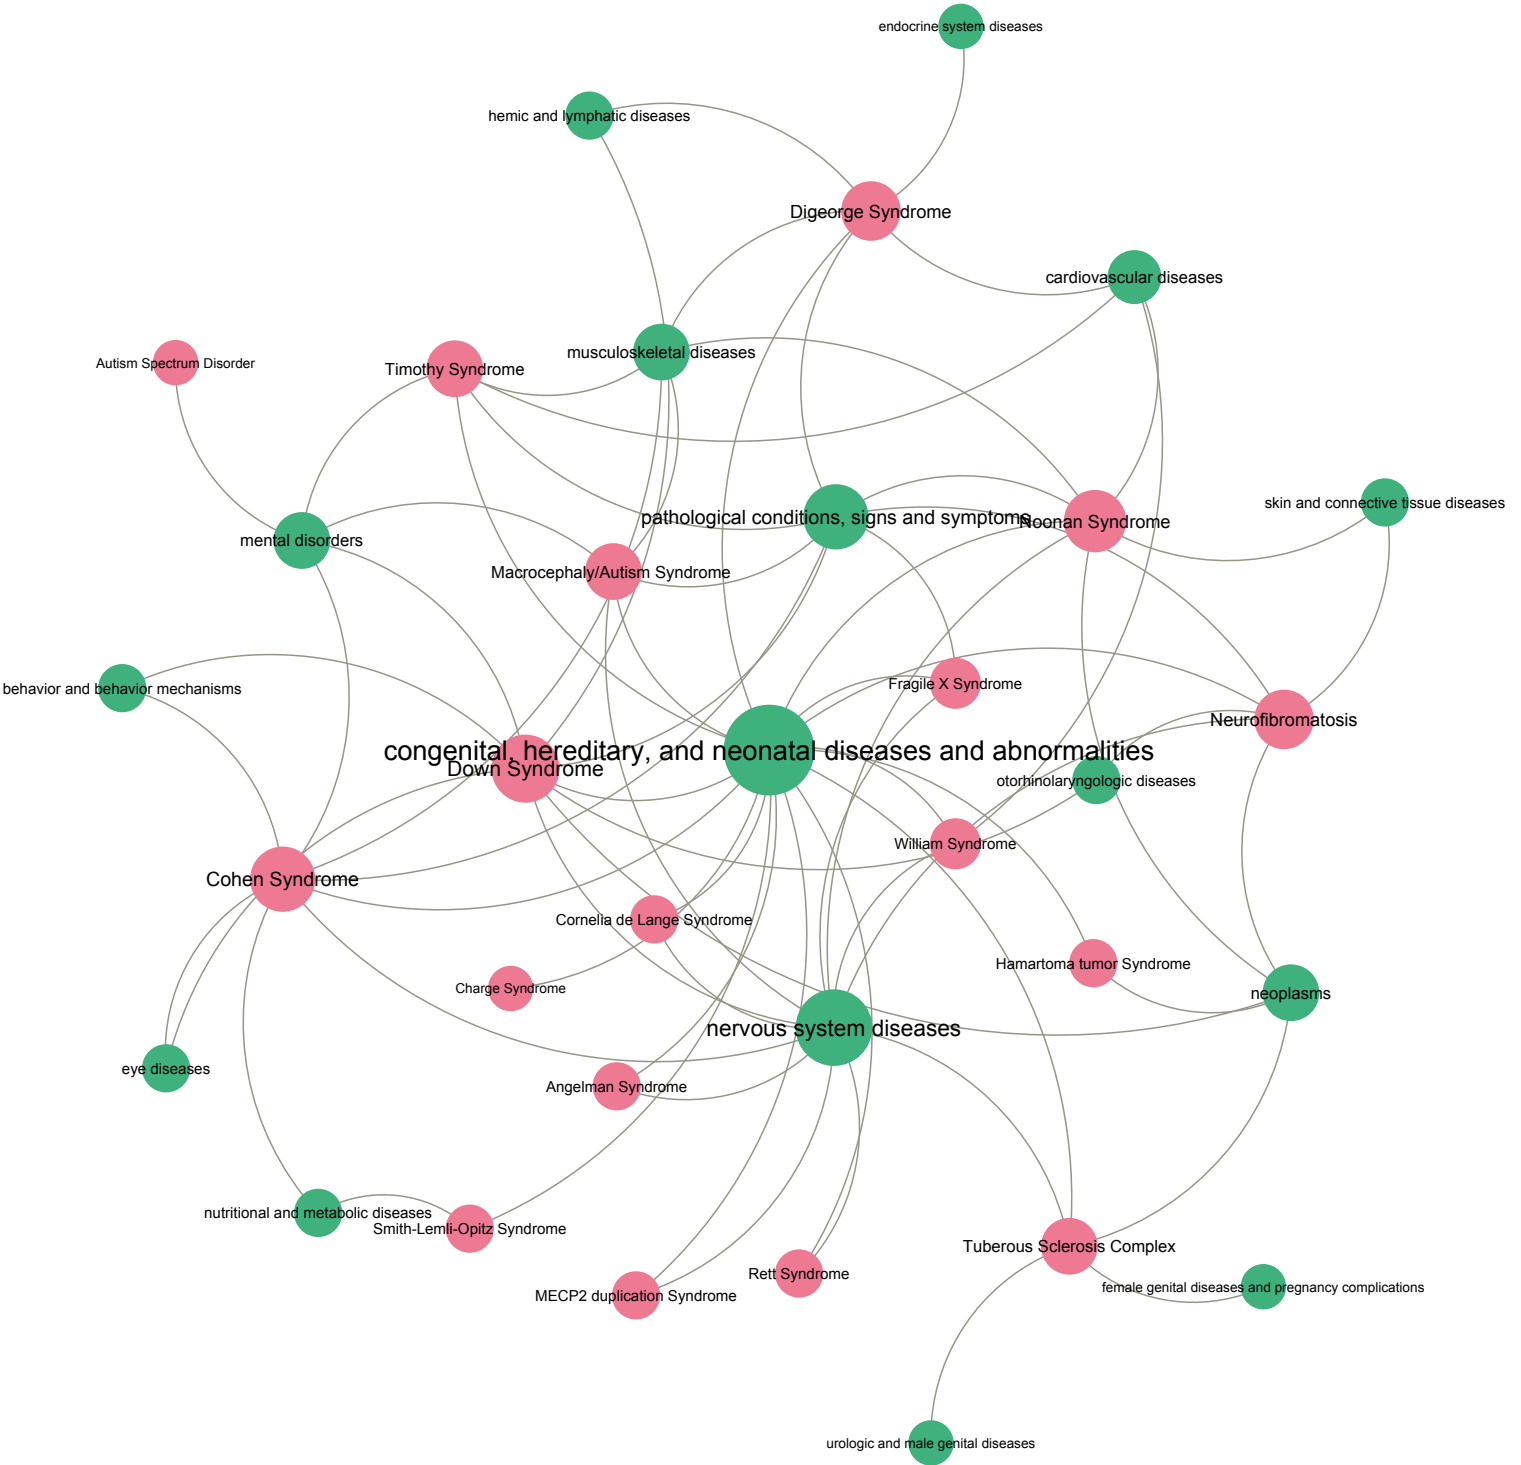 endocrine system diseases
hemic and lymphatic diseases
Digeorge Syndrome
cardiovascular diseases
musculoskeletal diseases
Autism Spectrum Disorder
Timothy Syndrome
skin and connective tissue diseases
pathological conditions, signs and symptoms
Noonan Syndrome
mental disorders
Macrocephaly/Autism Syndrome
Fragile X Syndrome
behavior and behavior mechanisms
Neurofibromatosis
congenital, hereditary, and neonatal diseases and abnormalities
Down Syndrome
otorhinolaryngologic diseases
William Syndrome
Cohen Syndrome
Cornelia de Lange Syndrome
Hamartoma tumor Syndrome
Charge Syndrome
neoplasms
nervous system diseases
eye diseases
Angelman Syndrome
nutritional and metabolic diseases
Smith-Lemli-Opitz Syndrome
Tuberous Sclerosis Complex
Rett Syndrome
female genital diseases and pregnancy complications
MECP2 duplication Syndrome
urologic and male genital diseases